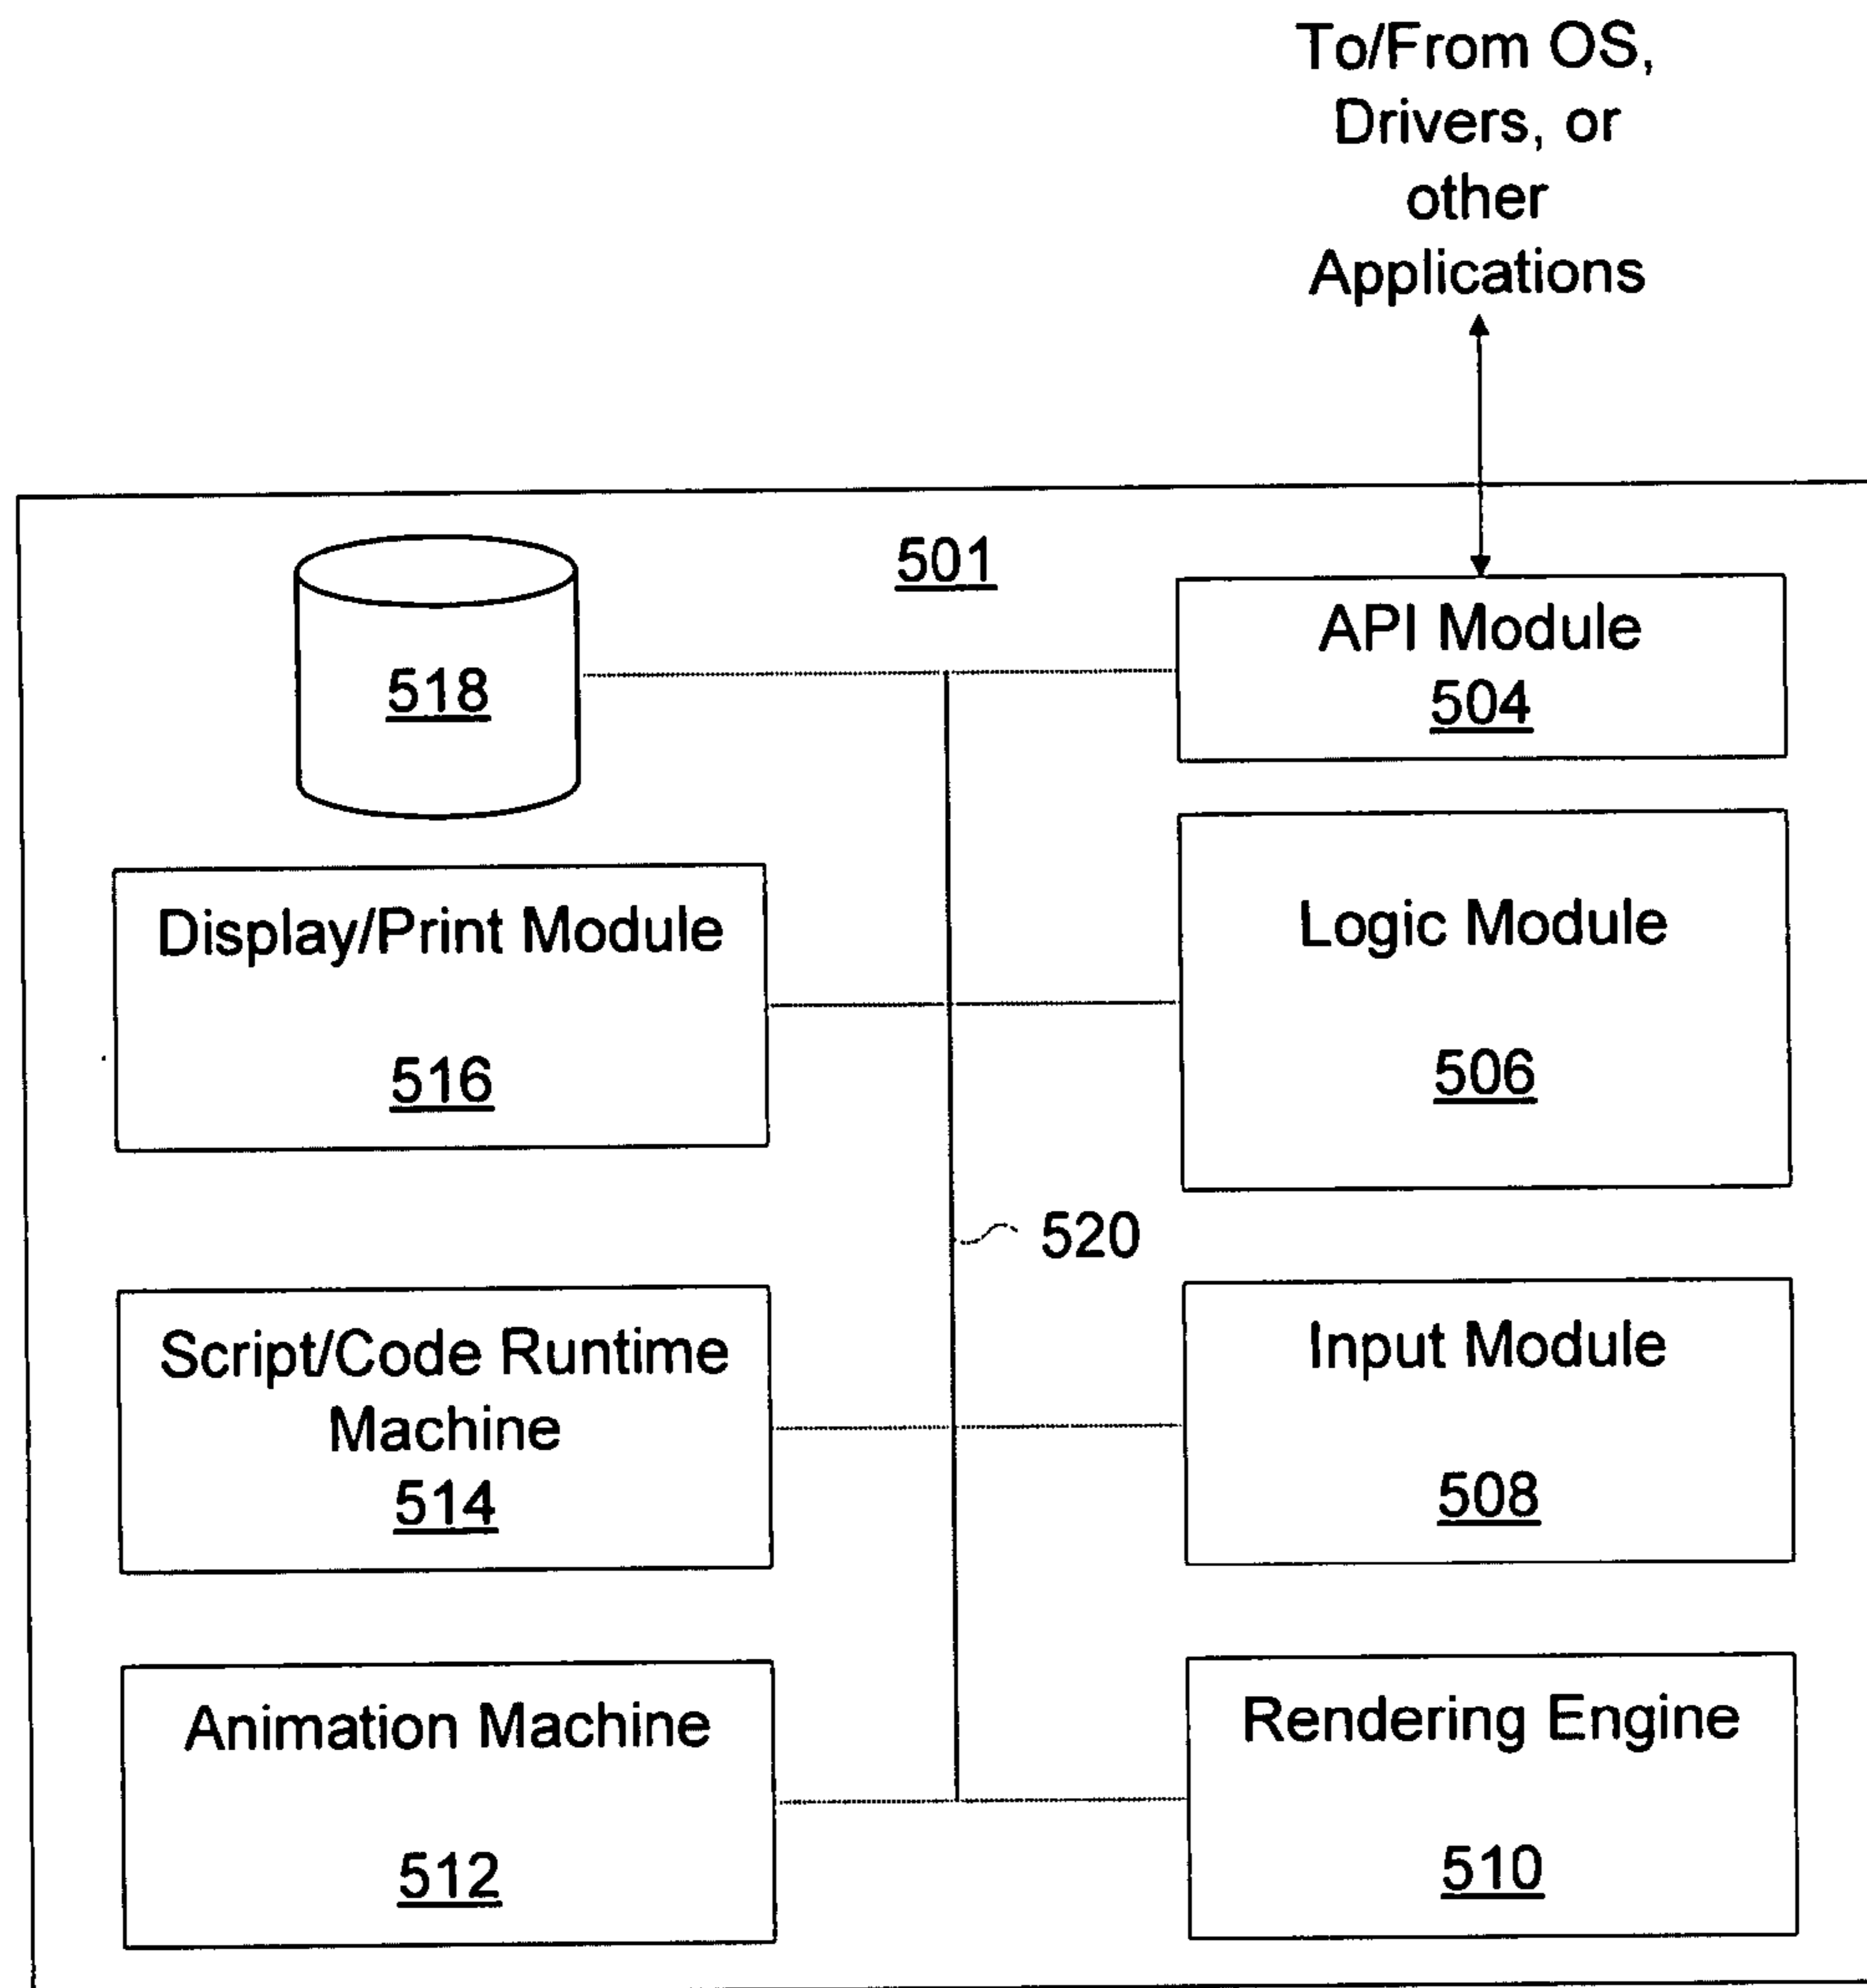 To/From OS,
Drivers, or
other
Applications
501
518
API Module
504
Display/Print Module
516
Logic Module
506
520
Script/Code Runtime
Machine
514
Input Module
508
Animation Machine
512
Rendering Engine
510